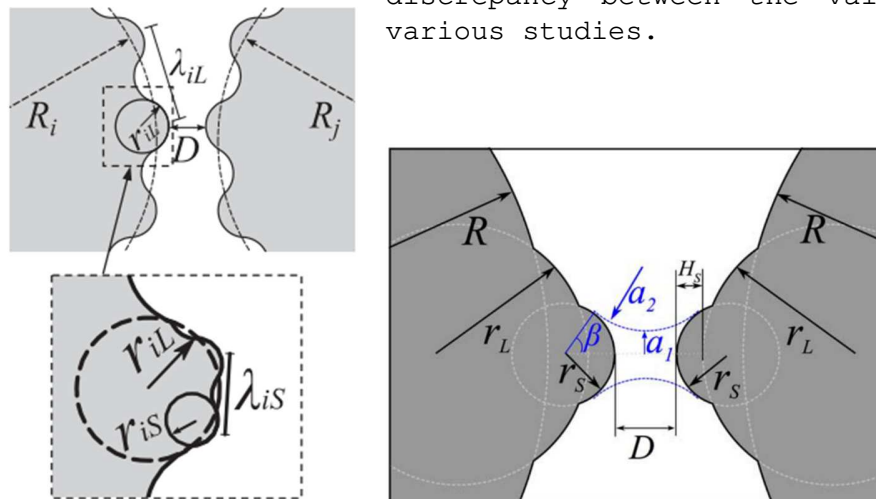 discrepancy between the
various studies.
λiL
Ri
Rj
riL
D
riL
λiS
riS
R
R
Hs
a2
rL
β
a1
rL
rs
rs
D